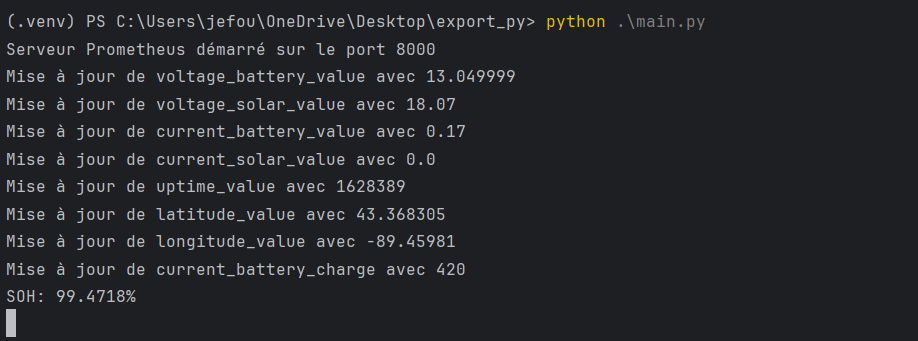 (.venv) PS C:\Users\jefou\OneDrive\Desktop\export_py> python .\main.py
Serveur Prometheus démarré sur le port 8000
Mise à jour de voltage_battery_value avec 13.049999
Mise à jour de voltage_solar_value avec 18.07
Mise à jour de current_battery_value avec 0.17
Mise à jour de current_solar_value avec 0.0
Mise à jour de uptime_value avec 1628389
Mise à jour de latitude_value avec 43.368305
Mise à jour de longitude_value avec -89.45981
Mise à jour de current_battery_charge avec 420
SOH: 99.4718%